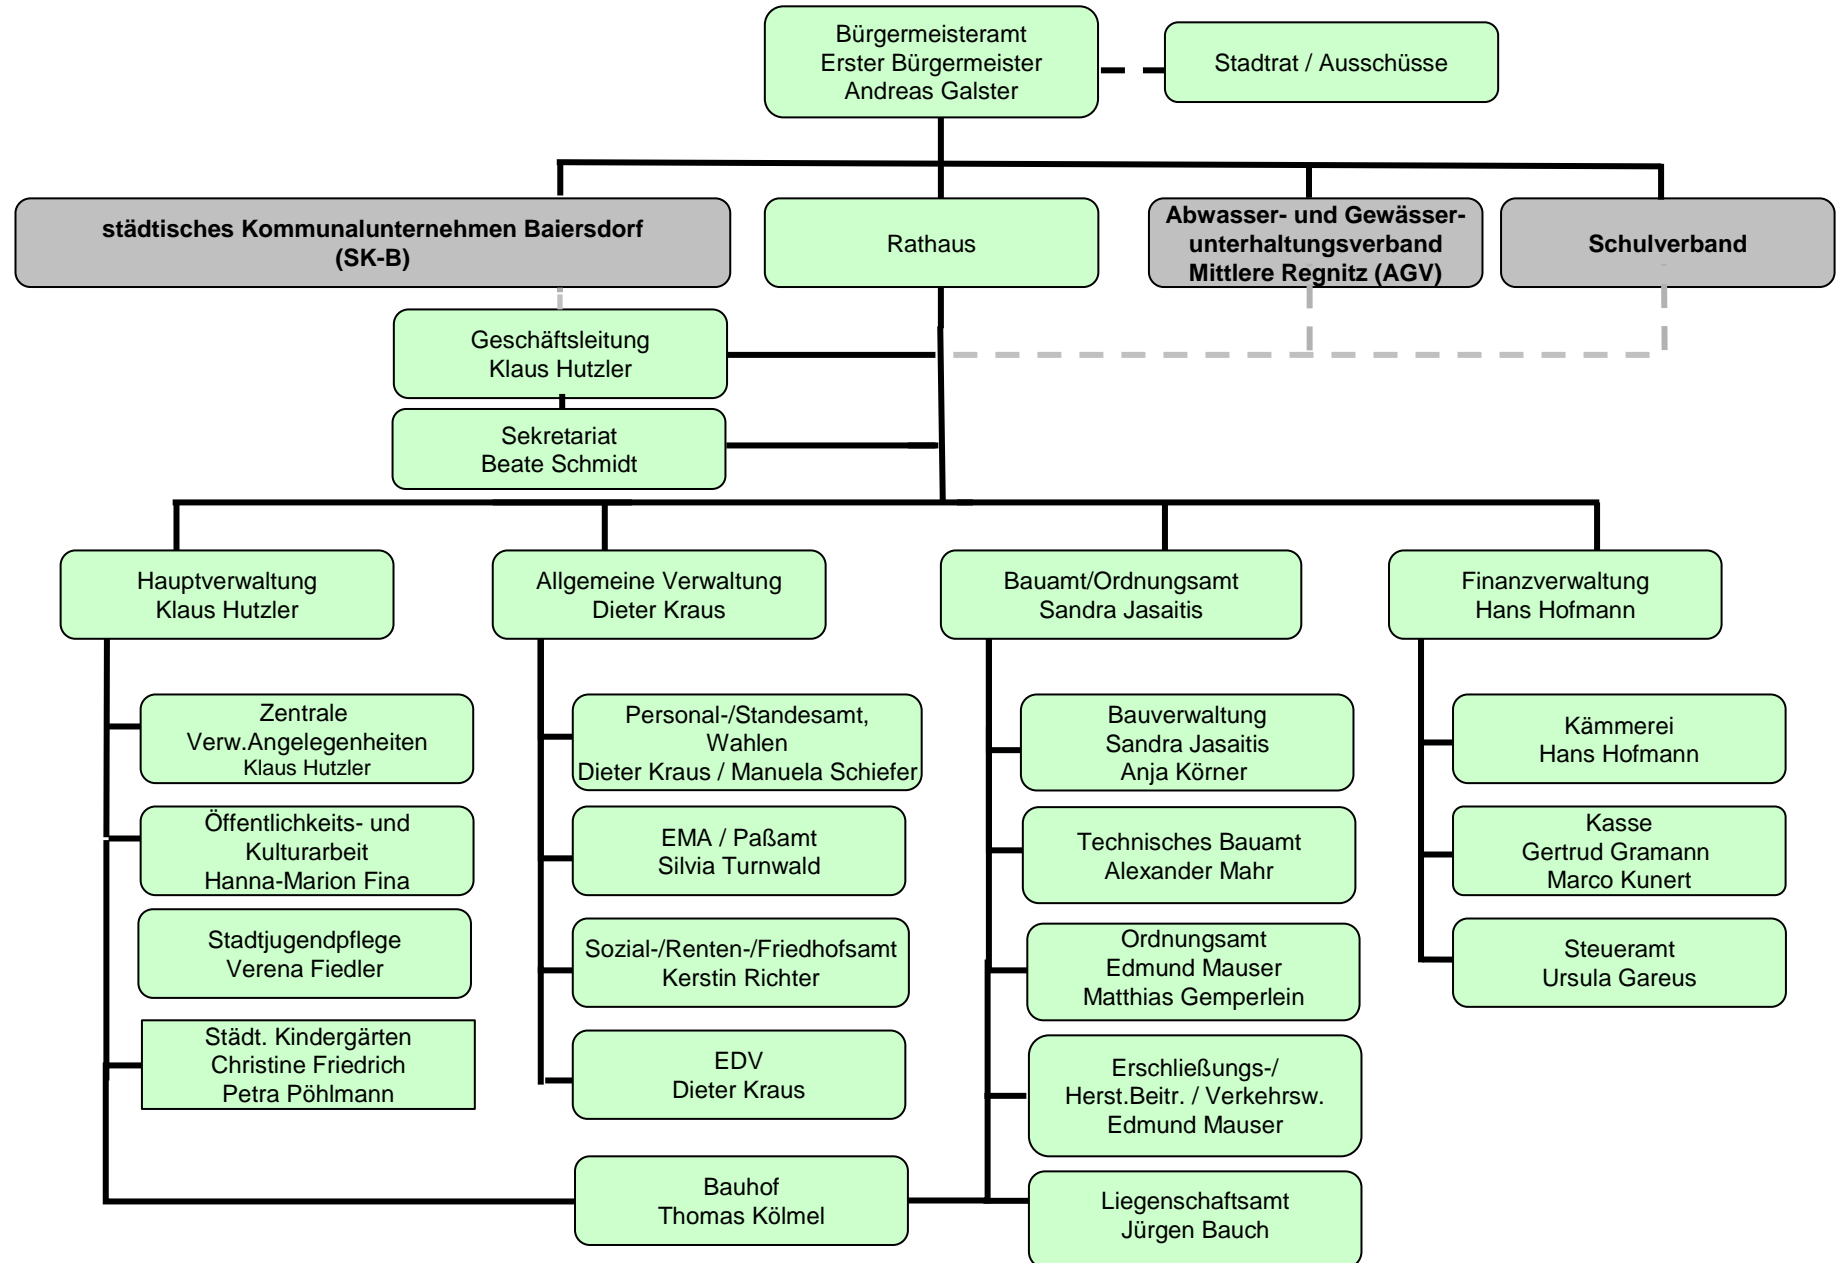 Bürgermeisteramt
Erster Bürgermeister
Andreas Galster
Stadtrat / Ausschüsse
städtisches Kommunalunternehmen Baiersdorf
(SK-B)
Rathaus
Abwasser- und Gewässer-
unterhaltungsverband
Mittlere Regnitz (AGV)
Schulverband
Geschäftsleitung
Klaus Hutzler
Sekretariat
Beate Schmidt
Hauptverwaltung
Klaus Hutzler
Allgemeine Verwaltung
Dieter Kraus
Bauamt/Ordnungsamt
Sandra Jasaitis
Finanzverwaltung
Hans Hofmann
Zentrale
Verw.Angelegenheiten
Klaus Hutzler
Öffentlichkeits- und
Kulturarbeit
Hanna-Marion Fina
Stadtjugendpflege
Verena Fiedler
Städt. Kindergärten
Christine Friedrich
Petra Pöhlmann
Personal-/Standesamt,
Wahlen
Dieter Kraus / Manuela Schiefer
EMA / Paßamt
Silvia Turnwald
Sozial-/Renten-/Friedhofsamt
Kerstin Richter
EDV
Dieter Kraus
Bauhof
Thomas Kölmel
Bauverwaltung
Sandra Jasaitis
Anja Körner
Technisches Bauamt
Alexander Mahr
Ordnungsamt
Edmund Mauser
Matthias Gemperlein
Erschließungs-/
Herst.Beitr. / Verkehrsw.
Edmund Mauser
Liegenschaftsamt
Jürgen Bauch
Kämmerei
Hans Hofmann
Kasse
Gertrud Gramann
Marco Kunert
Steueramt
Ursula Gareus